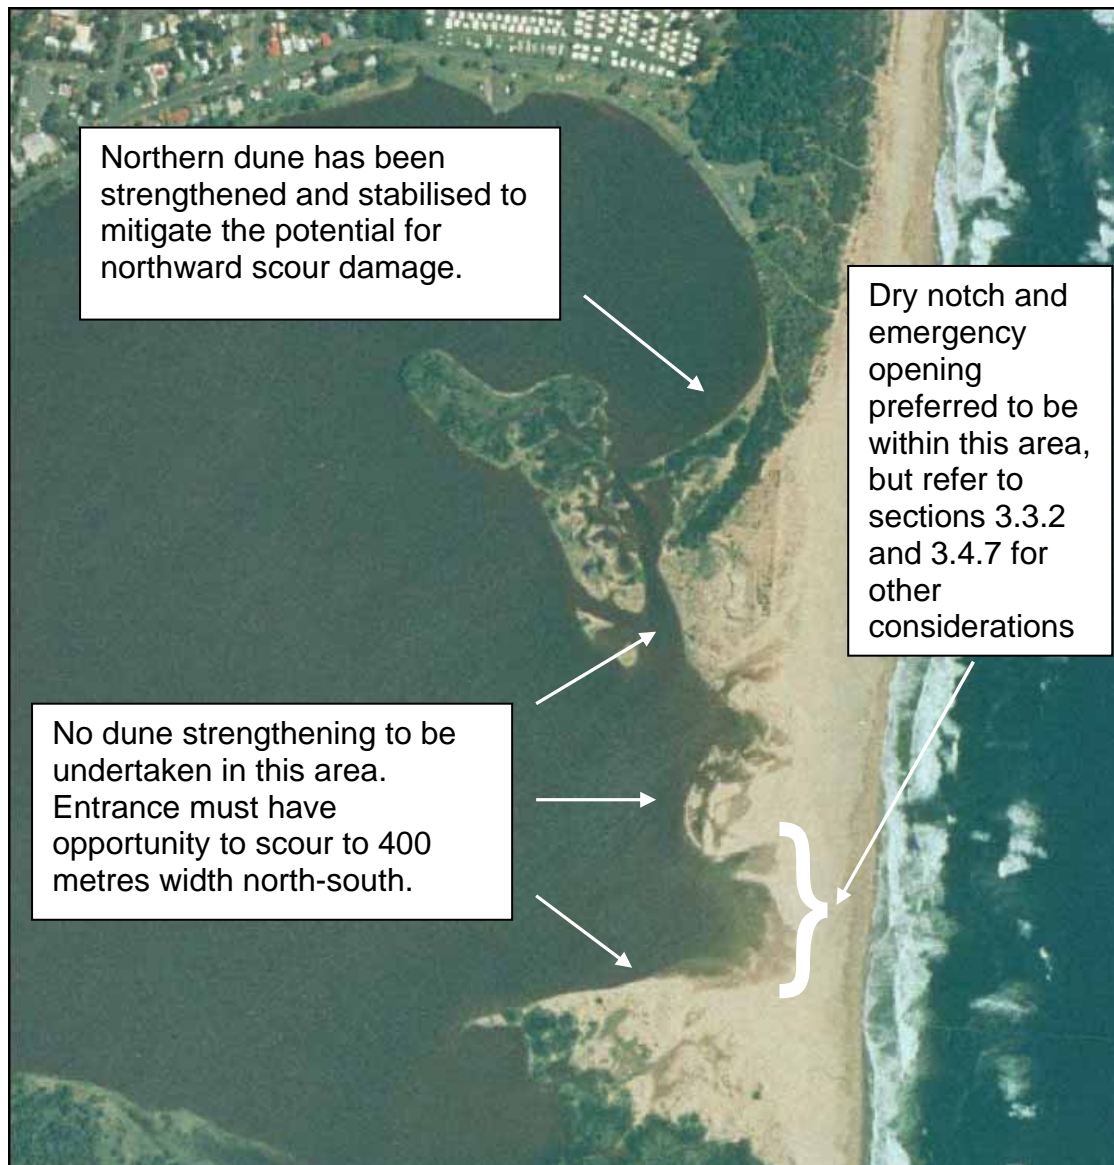 Northern dune has been
strengthened and stabilised to
mitigate the potential for
northward scour damage.
Dry notch and
emergency
opening
preferred to be
within this area,
but refer to
sections 3.3.2
and 3.4.7 for
other
considerations
No dune strengthening to be
undertaken in this area.
Entrance must have
opportunity to scour to 400
metres width north-south.